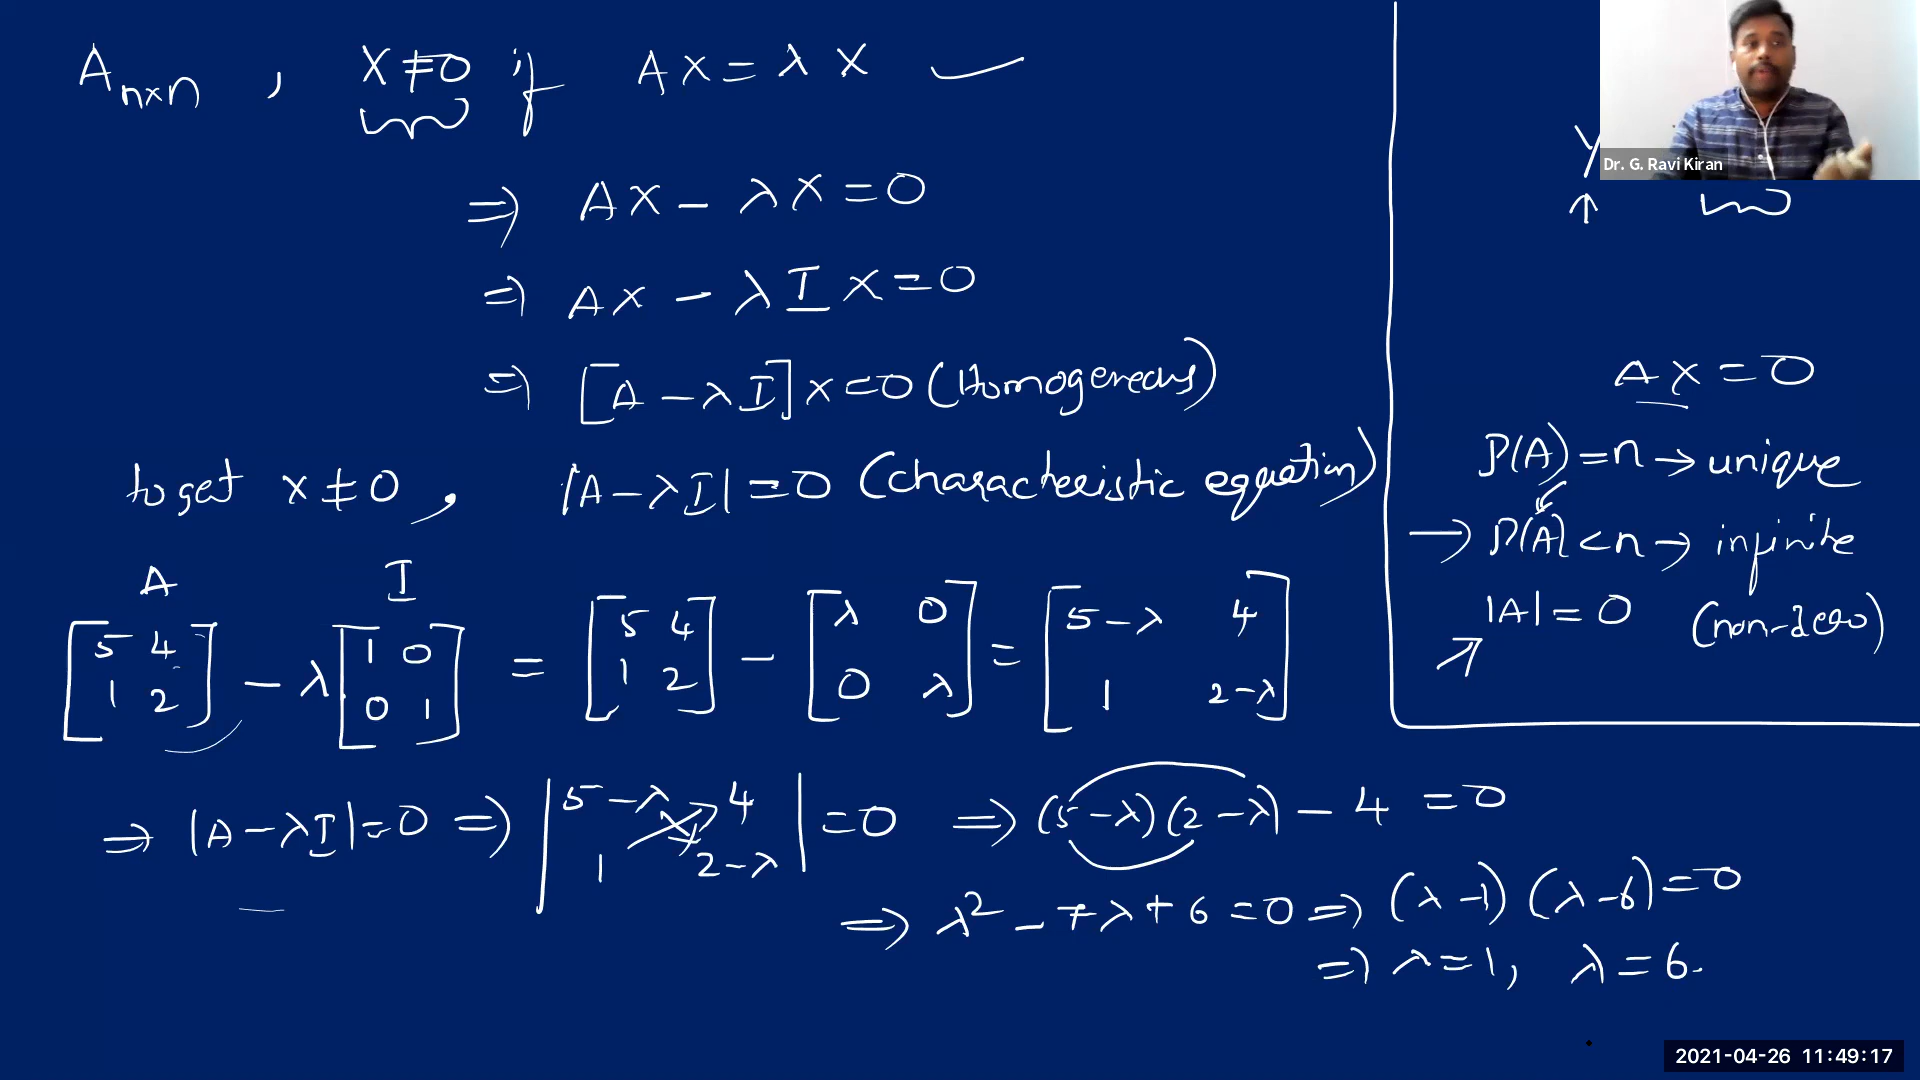 A n×n , X ≠ 0 if AX = λ X
⇒ AX − λX = 0
⇒ AX − λ I X = 0
⇒ [A − λI] X = 0 (Homogeneous)
to get X ≠ 0 , |A − λI| = 0 (characteristic equation)
A I
[5 4 1 2] − λ [1 0 0 1] = [5 4 1 2] − [λ 0 0 λ] = [5−λ 4 1 2−λ]
⇒ |A − λI| = 0 ⇒ |5−λ 4 1 2−λ| = 0 ⇒ (5−λ)(2−λ) − 4 = 0
⇒ λ² − 7λ + 6 = 0 ⇒ (λ−1)(λ−6) = 0
⇒ λ = 1, λ = 6.
Dr. G. Ravi Kiran
AX = 0
ρ(A) = n → unique
→ ρ(A) < n → infinite
|A| = 0 (non-zero)
2021-04-26 11:49:17